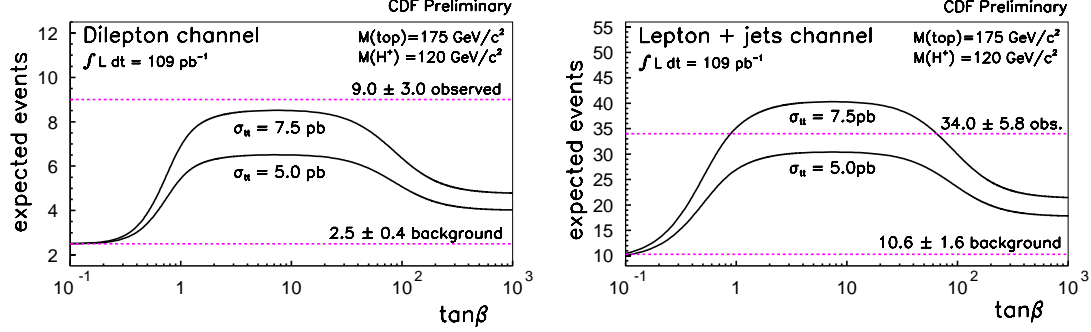 CDF Preliminary
Dilepton channel
∫ L dt = 109 pb⁻¹
M(top)=175 GeV/c²
M(H⁺) =120 GeV/c²
9.0 ± 3.0 observed
σtt = 7.5 pb
σtt = 5.0 pb
2.5 ± 0.4 background
expected events
12
10
8
6
4
2
10⁻¹ 1 10 10² 10³
tanβ
CDF Preliminary
Lepton + jets channel
∫ L dt = 109 pb⁻¹
M(top)=175 GeV/c²
M(H⁺) =120 GeV/c²
σtt = 7.5pb
34.0 ± 5.8 obs.
σtt = 5.0pb
10.6 ± 1.6 background
expected events
55
50
45
40
35
30
25
20
15
10
10⁻¹ 1 10 10² 10³
tanβ